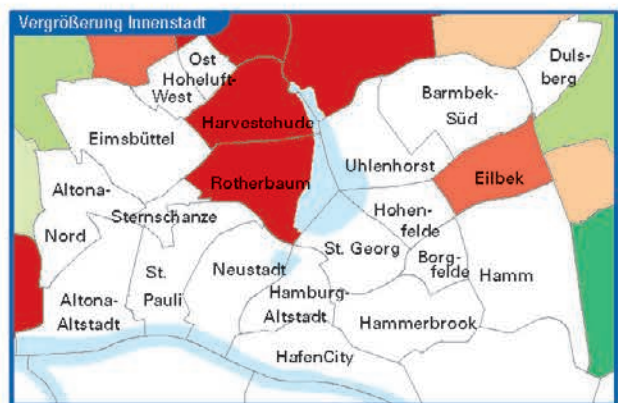 Vergrößerung Innenstadt
Ost
Hoheluft-
West
Duls-
berg
Barmbek-
Süd
Eimsbüttel
Harvestehude
Uhlenhorst
Eilbek
Rotherbaum
Altona-
Nord
Sternschanze
Hohen-
felde
St. Georg
Borg-
felde
Hamm
St.
Pauli
Neustadt
Hamburg-
Altstadt
Altona-
Altstadt
Hammerbrook
HafenCity